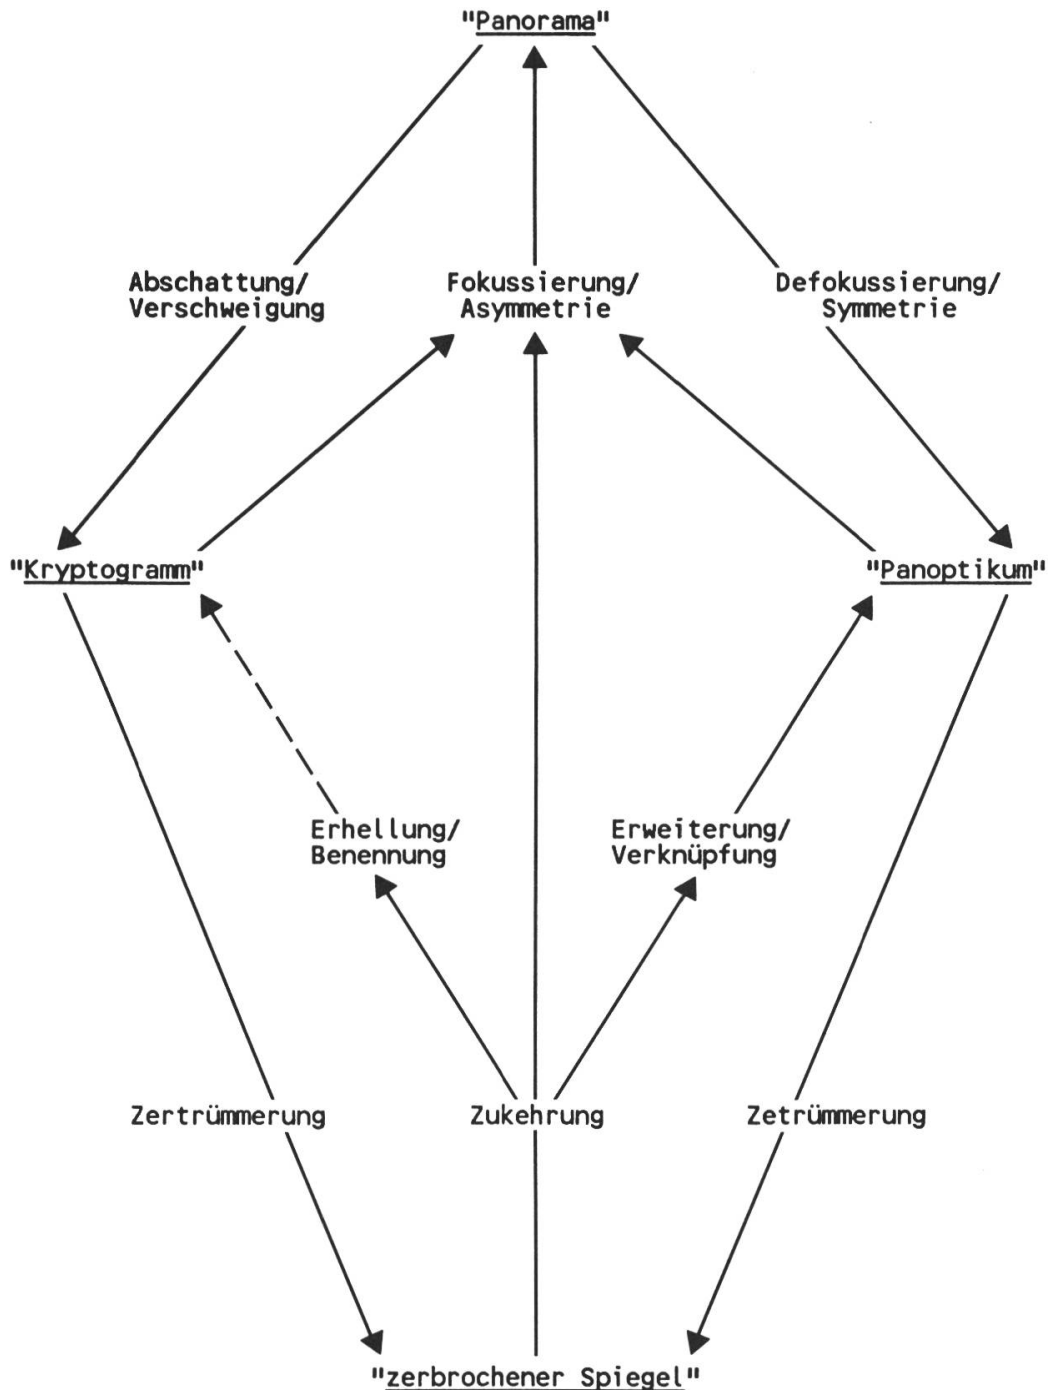 "Panorama"
Abschattung/
Verschweigung
Fokussierung/
Asymmetrie
Defokussierung/
Symmetrie
"Kryptogramm"
"Panoptikum"
Erhellung/
Benennung
Erweiterung/
Verknüpfung
Zertrümmerung
Zukehrung
Zetrümmerung
"zerbrochener Spiegel"